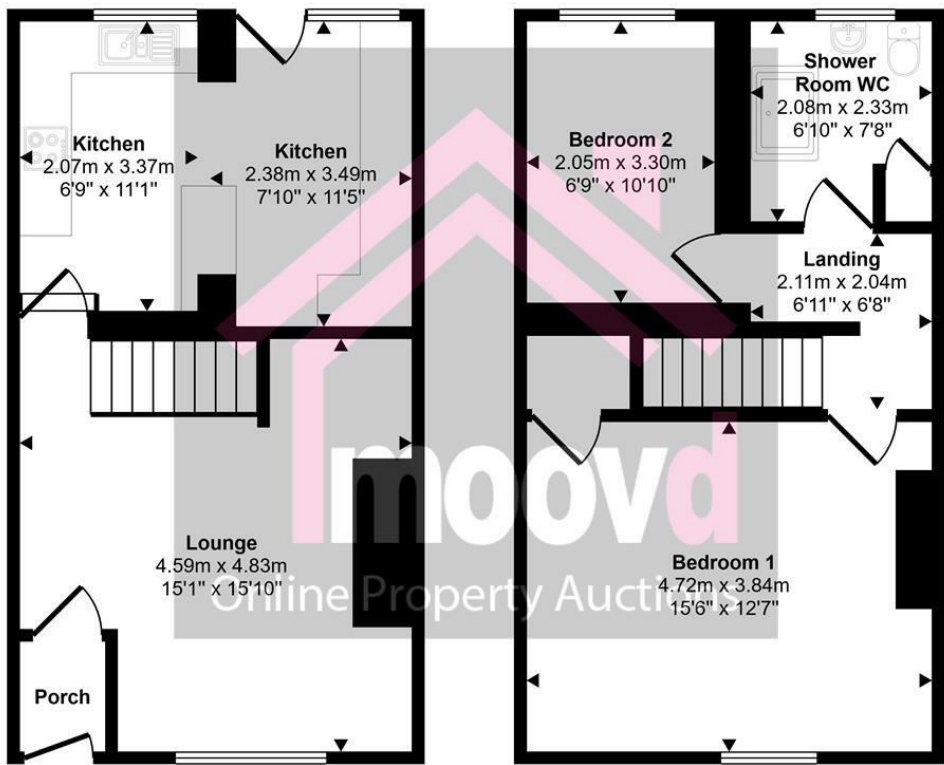 Kitchen
2.07m x 3.37m
6'9" x 11'1"
Kitchen
2.38m x 3.49m
7'10" x 11'5"
Lounge
4.59m x 4.83m
15'1" x 15'10"
Porch
Bedroom 2
2.05m x 3.30m
6'9" x 10'10"
Shower
Room WC
2.08m x 2.33m
6'10" x 7'8"
Landing
2.11m x 2.04m
6'11" x 6'8"
Bedroom 1
4.72m x 3.84m
15'6" x 12'7"
moovd
Online Property Auctions